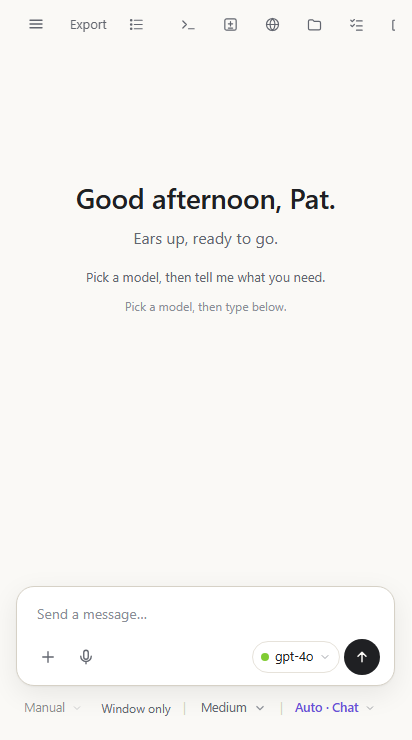 Export
Good afternoon, Pat.
Ears up, ready to go.
Pick a model, then tell me what you need.
Pick a model, then type below.
Send a message...
gpt-4o
Manual Window only | Medium | Auto · Chat